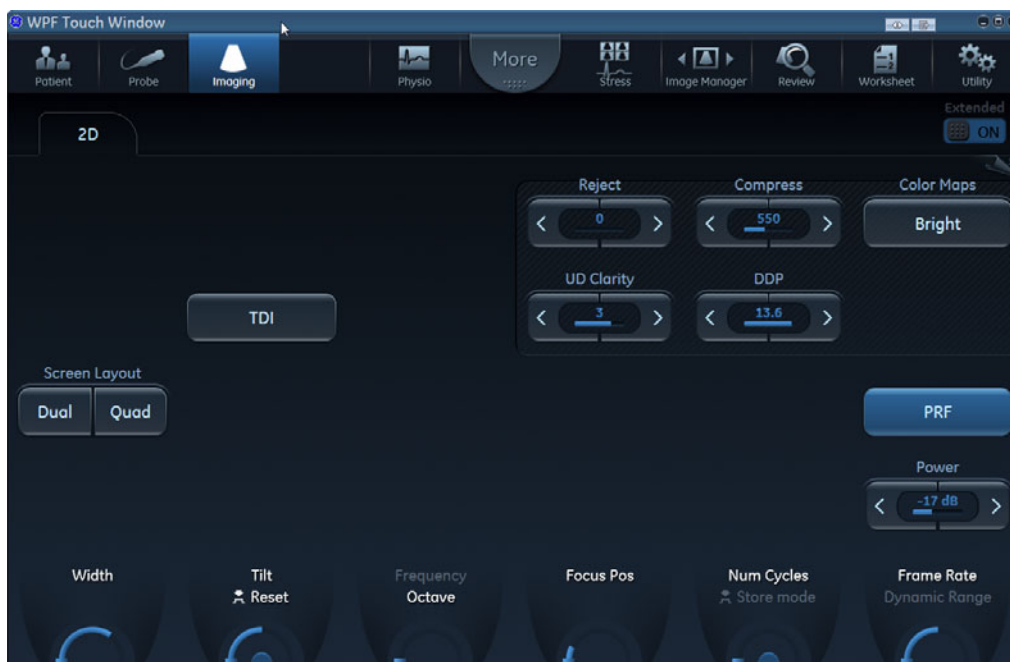 WPF Touch Window
Patient
Probe
Imaging
Physio
More
Stress
Image Manager
Review
Worksheet
Utility
Extended
ON
2D
Reject
Compress
Color Maps
0
550
Bright
UD Clarity
DDP
3
13.6
TDI
Screen Layout
Dual
Quad
PRF
Power
-17 dB
Width
Tilt
Reset
Frequency
Octave
Focus Pos
Num Cycles
Store mode
Frame Rate
Dynamic Range